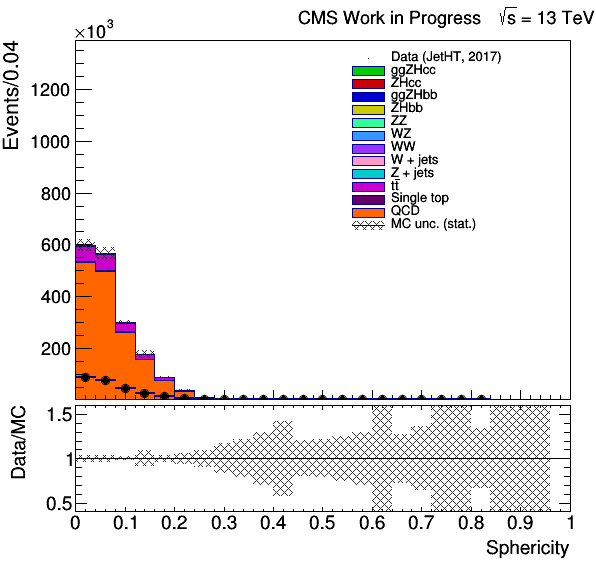 CMS Work in Progress √s = 13 TeV
×10³
Events/0.04
1200
1000
800
600
400
200
Data (JetHT, 2017)
ggZHcc
ZHcc
ggZHbb
ZHbb
ZZ
WZ
WW
W + jets
Z + jets
tt̄
Single top
QCD
MC unc. (stat.)
Data/MC
1.5
1
0.5
0 0.1 0.2 0.3 0.4 0.5 0.6 0.7 0.8 0.9 1
Sphericity